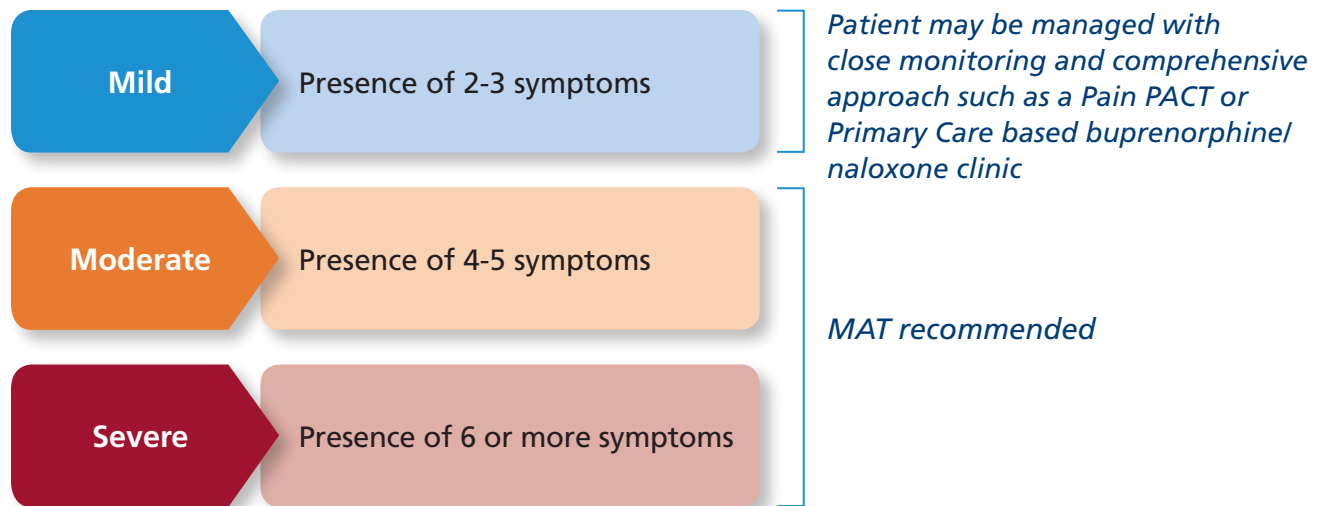 Mild
Presence of 2-3 symptoms
Patient may be managed with
close monitoring and comprehensive
approach such as a Pain PACT or
Primary Care based buprenorphine/
naloxone clinic
Moderate
Presence of 4-5 symptoms
MAT recommended
Severe
Presence of 6 or more symptoms